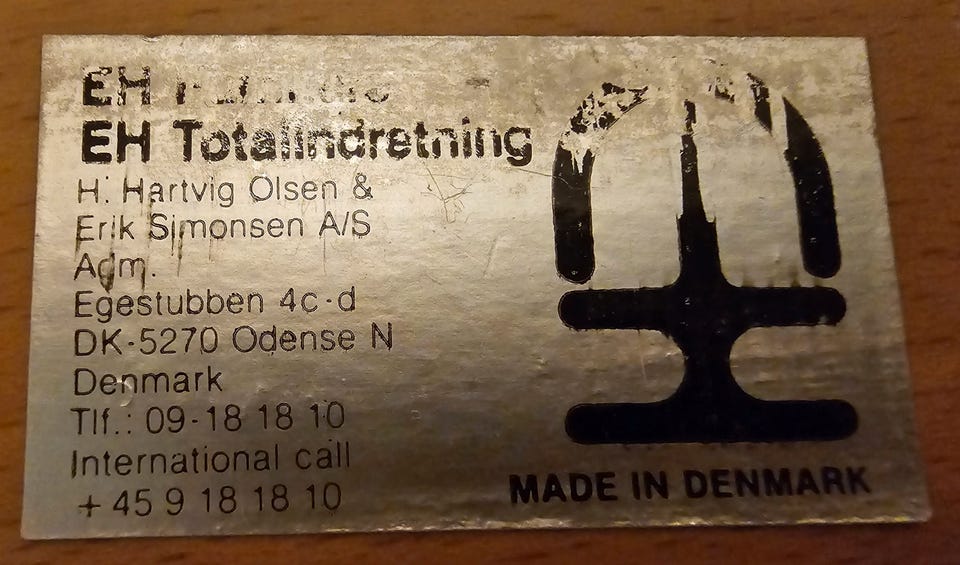 EH
EH Totalindretning
H. Hartvig Olsen &
Erik Simonsen A/S
Adm.
Egestubben 4c-d
DK-5270 Odense N
Denmark
Tlf.: 09-18 18 10
International call
+ 45 9 18 18 10
MADE IN DENMARK